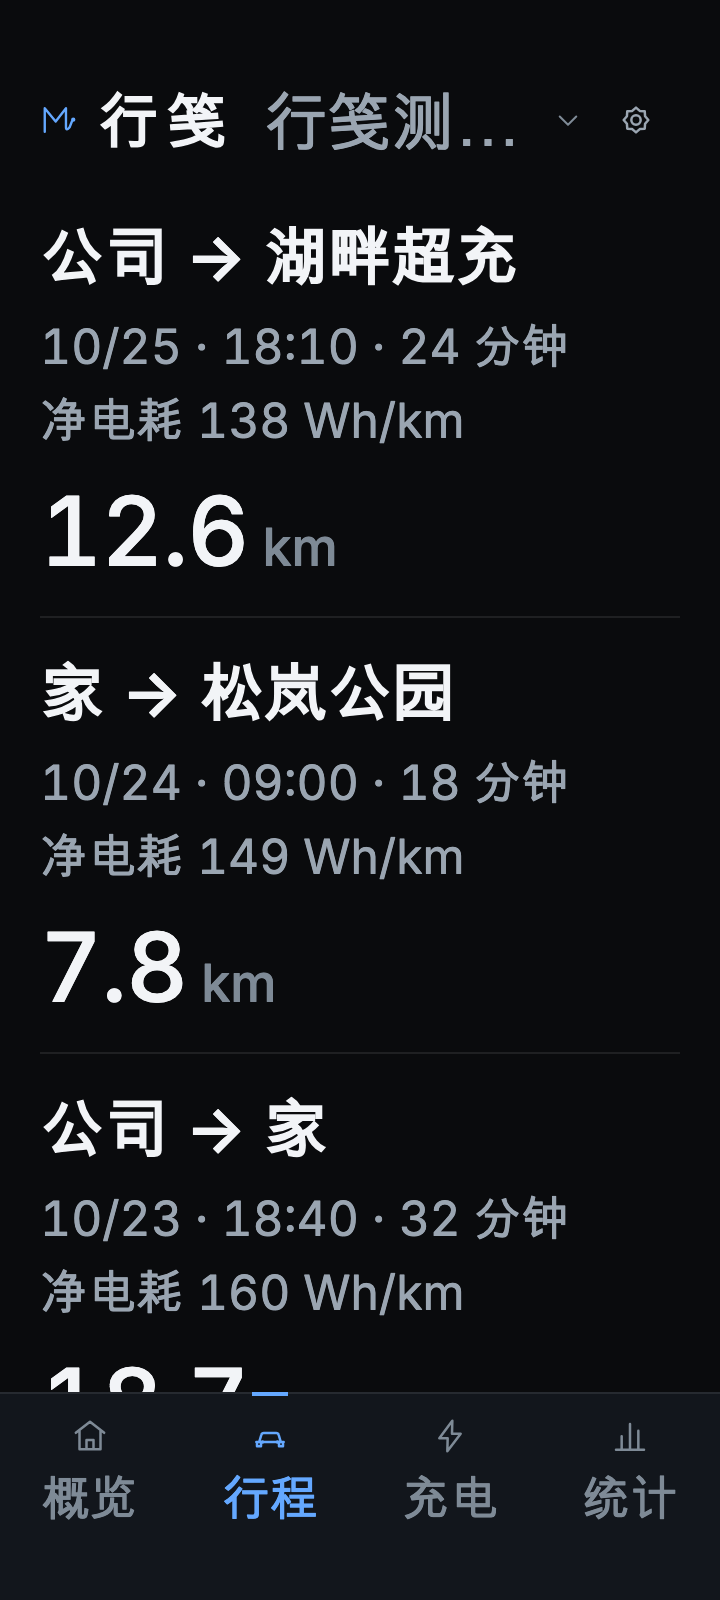 行笺 行笺测…
公司 → 湖畔超充
10/25 · 18:10 · 24 分钟
净电耗 138 Wh/km
12.6 km
家 → 松岚公园
10/24 · 09:00 · 18 分钟
净电耗 149 Wh/km
7.8 km
公司 → 家
10/23 · 18:40 · 32 分钟
净电耗 160 Wh/km
概览 行程 充电 统计